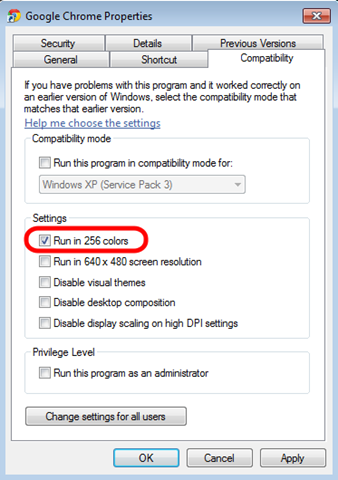 Google Chrome Properties
Security Details Previous Versions
General Shortcut Compatibility
If you have problems with this program and it worked correctly on
an earlier version of Windows, select the compatibility mode that
matches that earlier version.
Help me choose the settings
Compatibility mode
Run this program in compatibility mode for:
Windows XP (Service Pack 3)
Settings
Run in 256 colors
Run in 640 x 480 screen resolution
Disable visual themes
Disable desktop composition
Disable display scaling on high DPI settings
Privilege Level
Run this program as an administrator
Change settings for all users
OK Cancel Apply